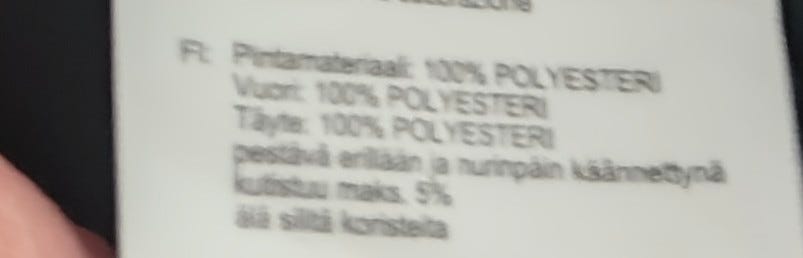 FI: Pintamateriaali: 100% POLYESTERI
Vuori: 100% POLYESTERI
Täyte: 100% POLYESTERI
pestävä erillään ja nurinpäin käännettynä
kutistuu maks. 5%
älä silitä koristeita